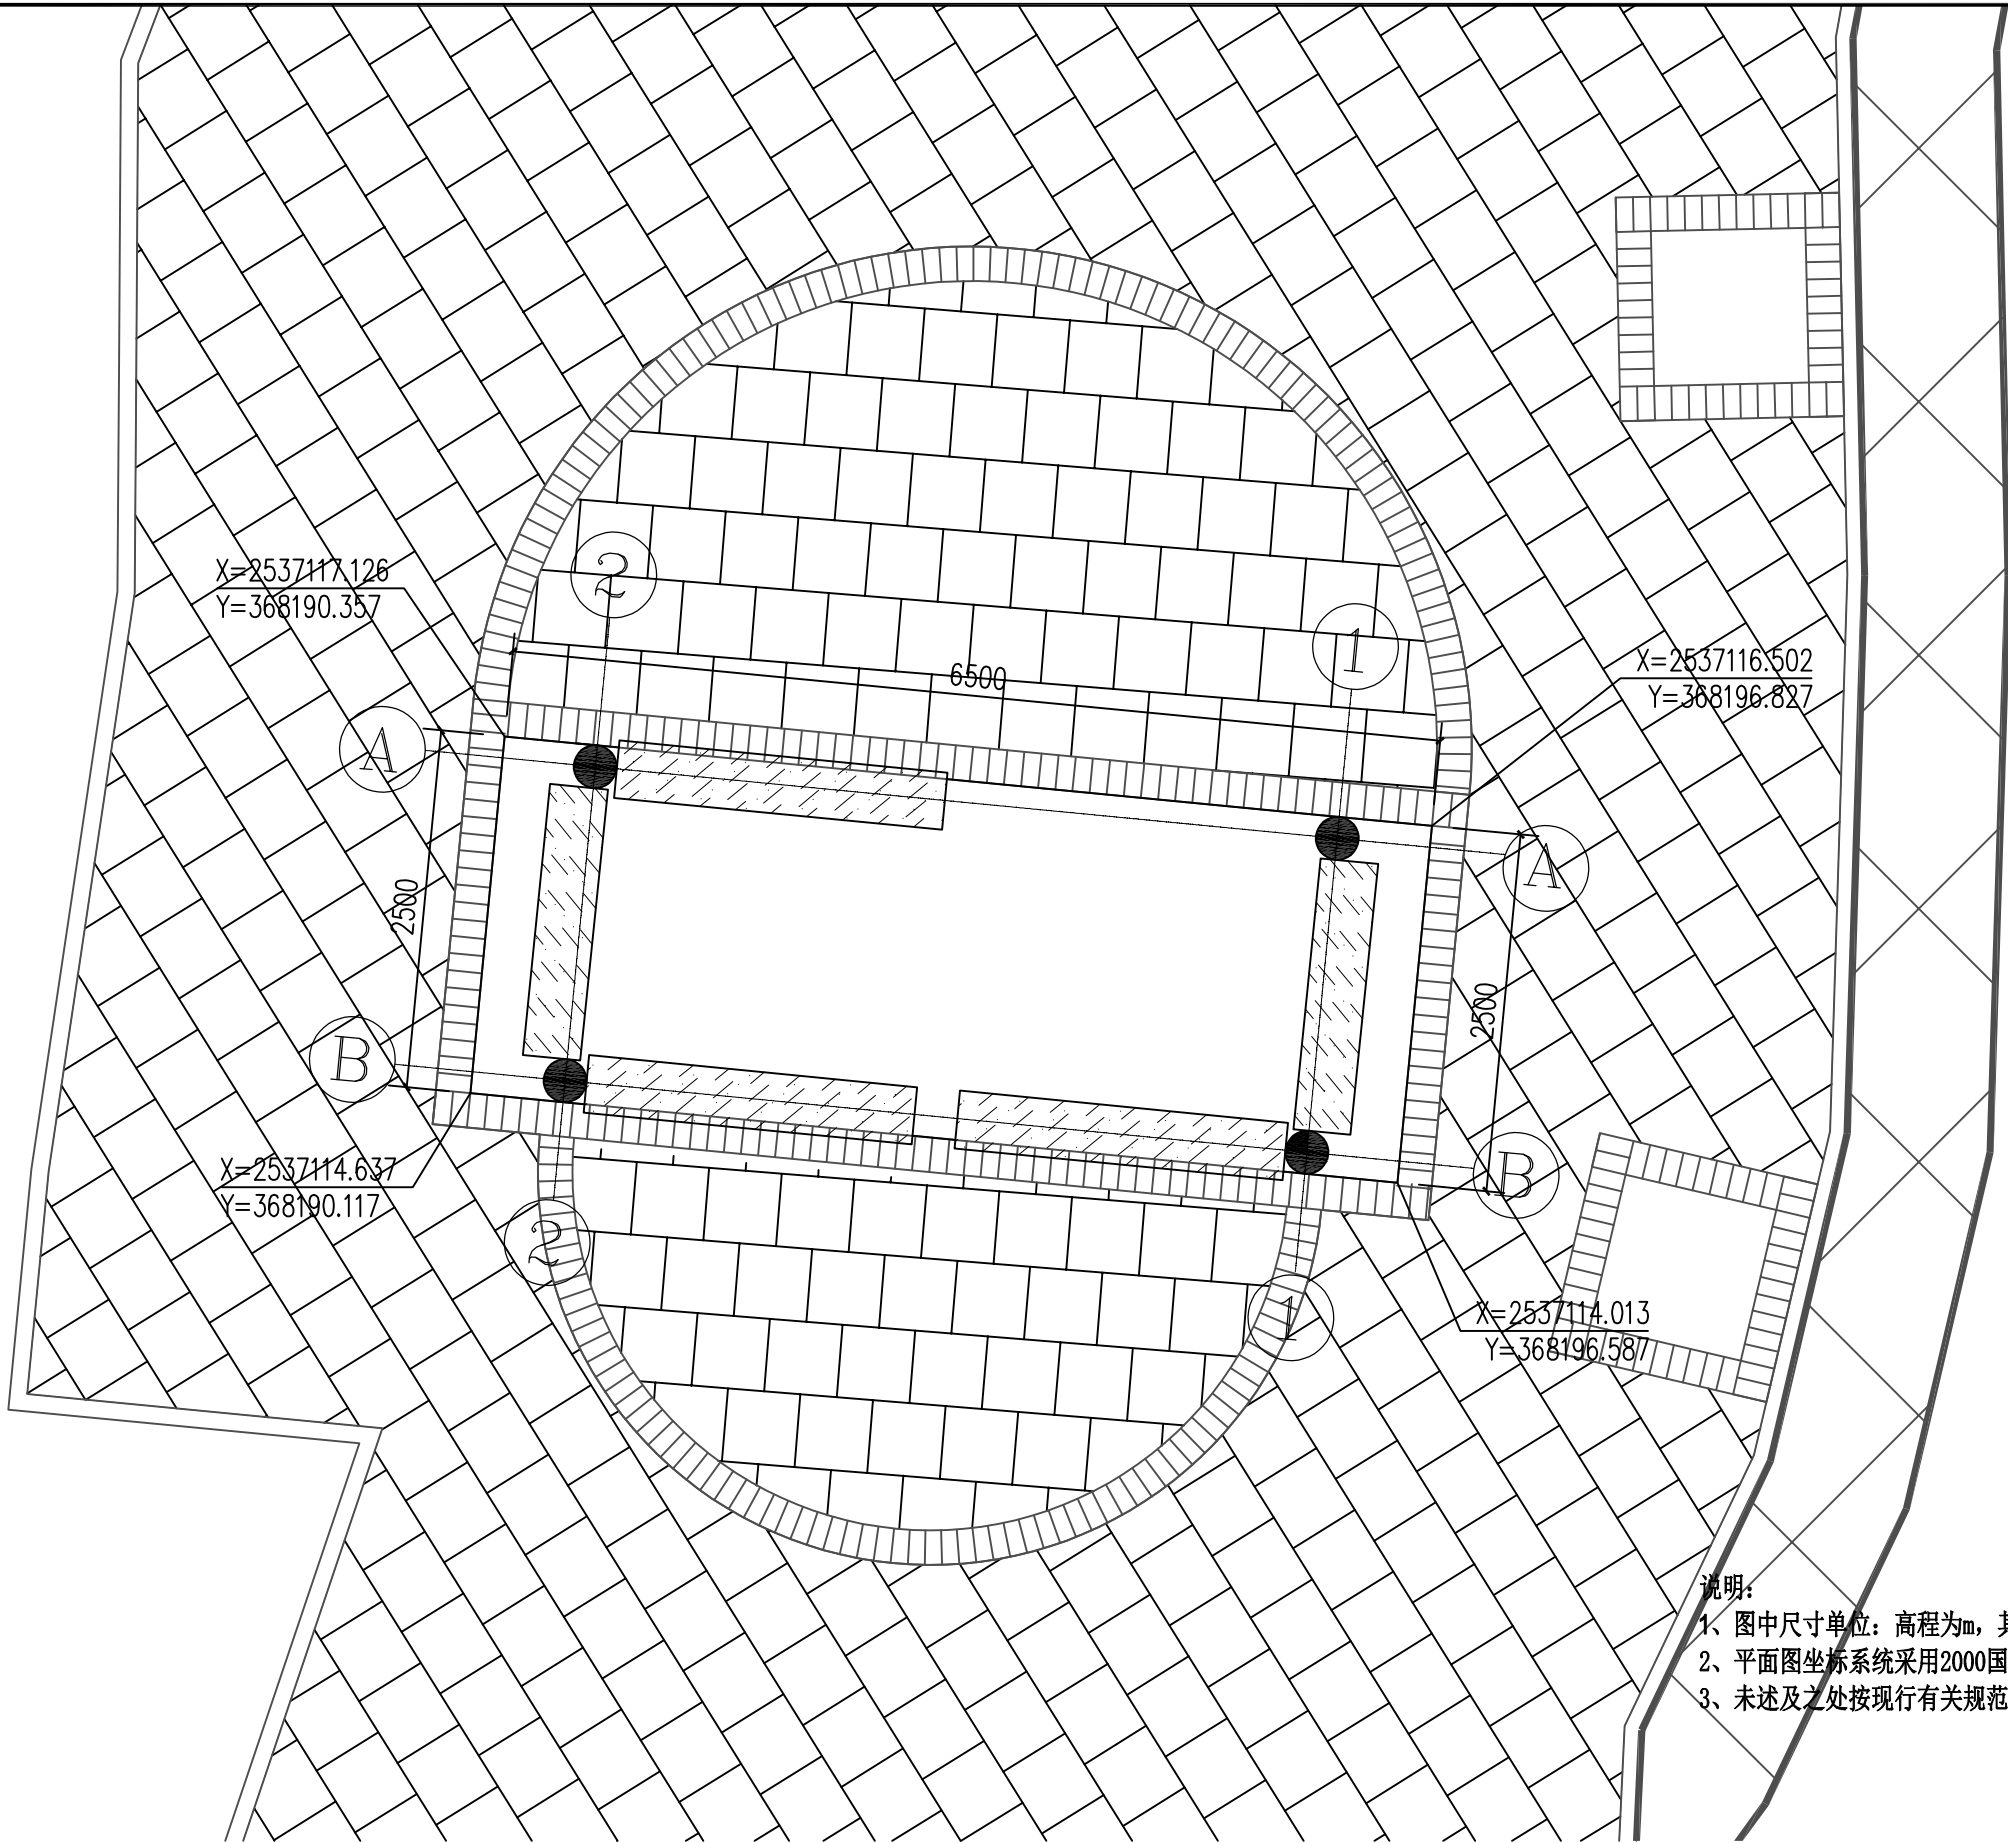 2
X=2537117.126
Y=368190.357
1
X=2537116.502
Y=368196.827
6500
A
A
2500
2500
B
B
X=2537114.637
Y=368190.117
2
1
X=2537114.013
Y=368196.587
说明：
1、图中尺寸单位：高程为m，
2、平面图坐标系统采用2000国
3、未述及之处按现行有关规范